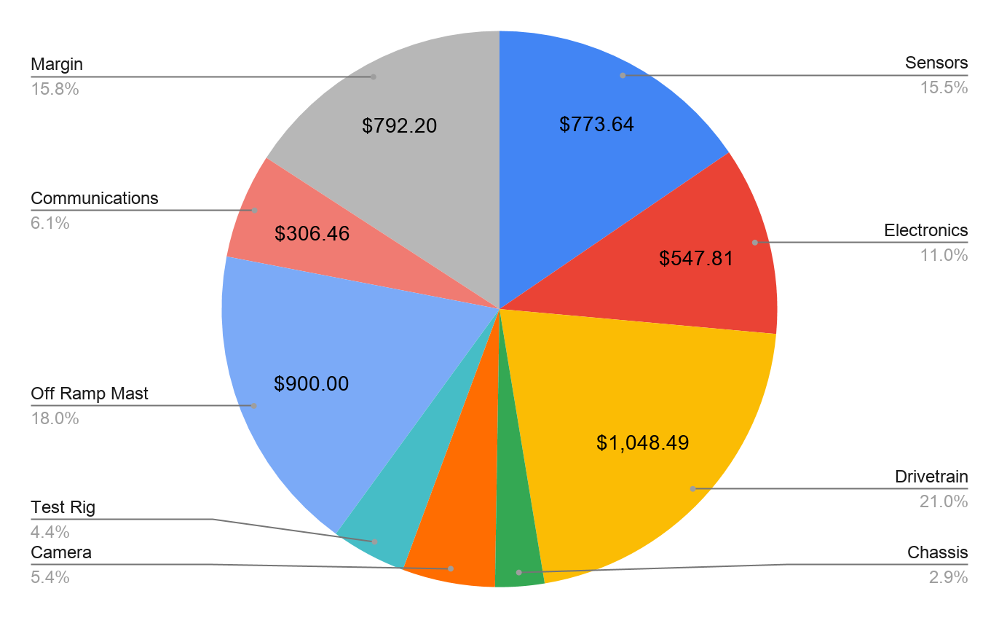 Margin
15.8%
Sensors
15.5%
$792.20
$773.64
Communications
6.1%
$306.46
Electronics
11.0%
$547.81
Off Ramp Mast
18.0%
$900.00
$1,048.49
Drivetrain
21.0%
Test Rig
4.4%
Camera
5.4%
Chassis
2.9%